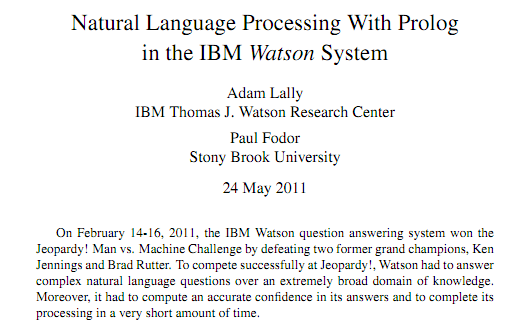 Natural Language Processing With Prolog
in the IBM Watson System
Adam Lally
IBM Thomas J. Watson Research Center
Paul Fodor
Stony Brook University
24 May 2011
On February 14-16, 2011, the IBM Watson question answering system won the
Jeopardy! Man vs. Machine Challenge by defeating two former grand champions, Ken
Jennings and Brad Rutter. To compete successfully at Jeopardy!, Watson had to answer
complex natural language questions over an extremely broad domain of knowledge.
Moreover, it had to compute an accurate confidence in its answers and to complete its
processing in a very short amount of time.